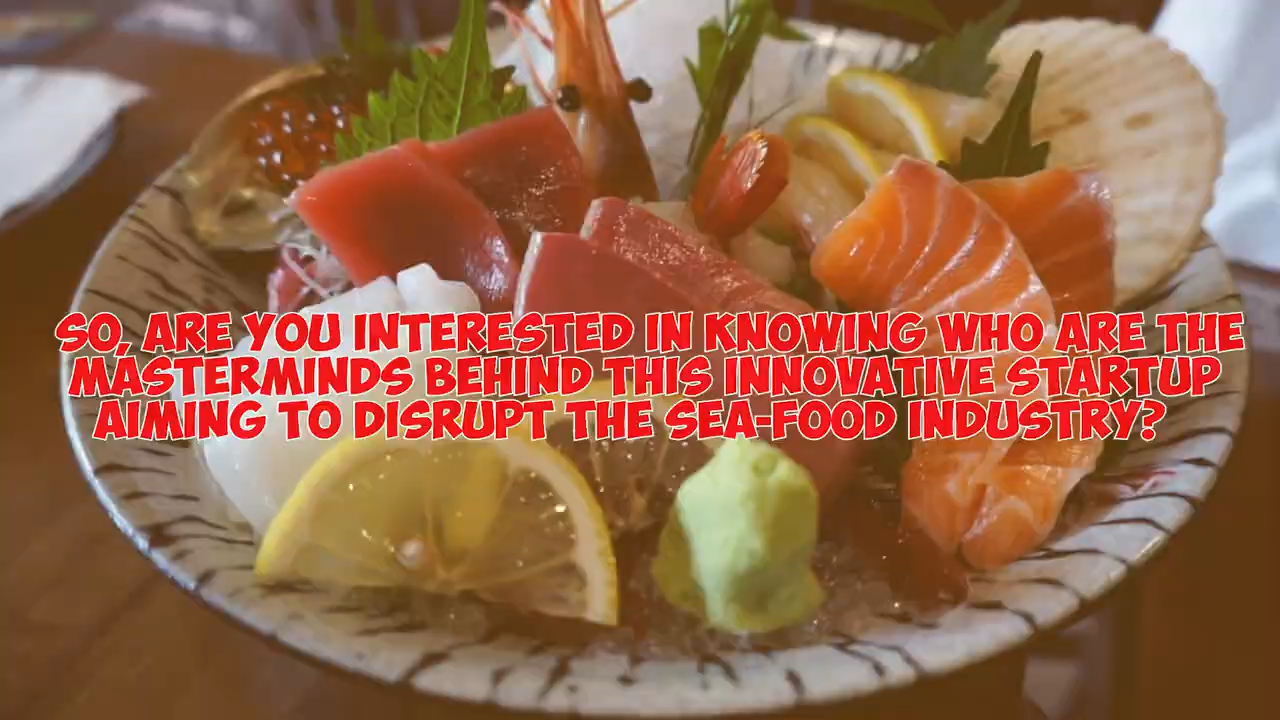 SO, ARE YOU INTERESTED IN KNOWING WHO ARE THE
MASTERMINDS BEHIND THIS INNOVATIVE STARTUP
AIMING TO DISRUPT THE SEA-FOOD INDUSTRY?